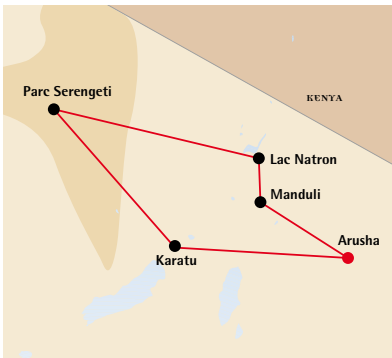 Parc Serengeti
KENYA
Lac Natron
Manduli
Arusha
Karatu